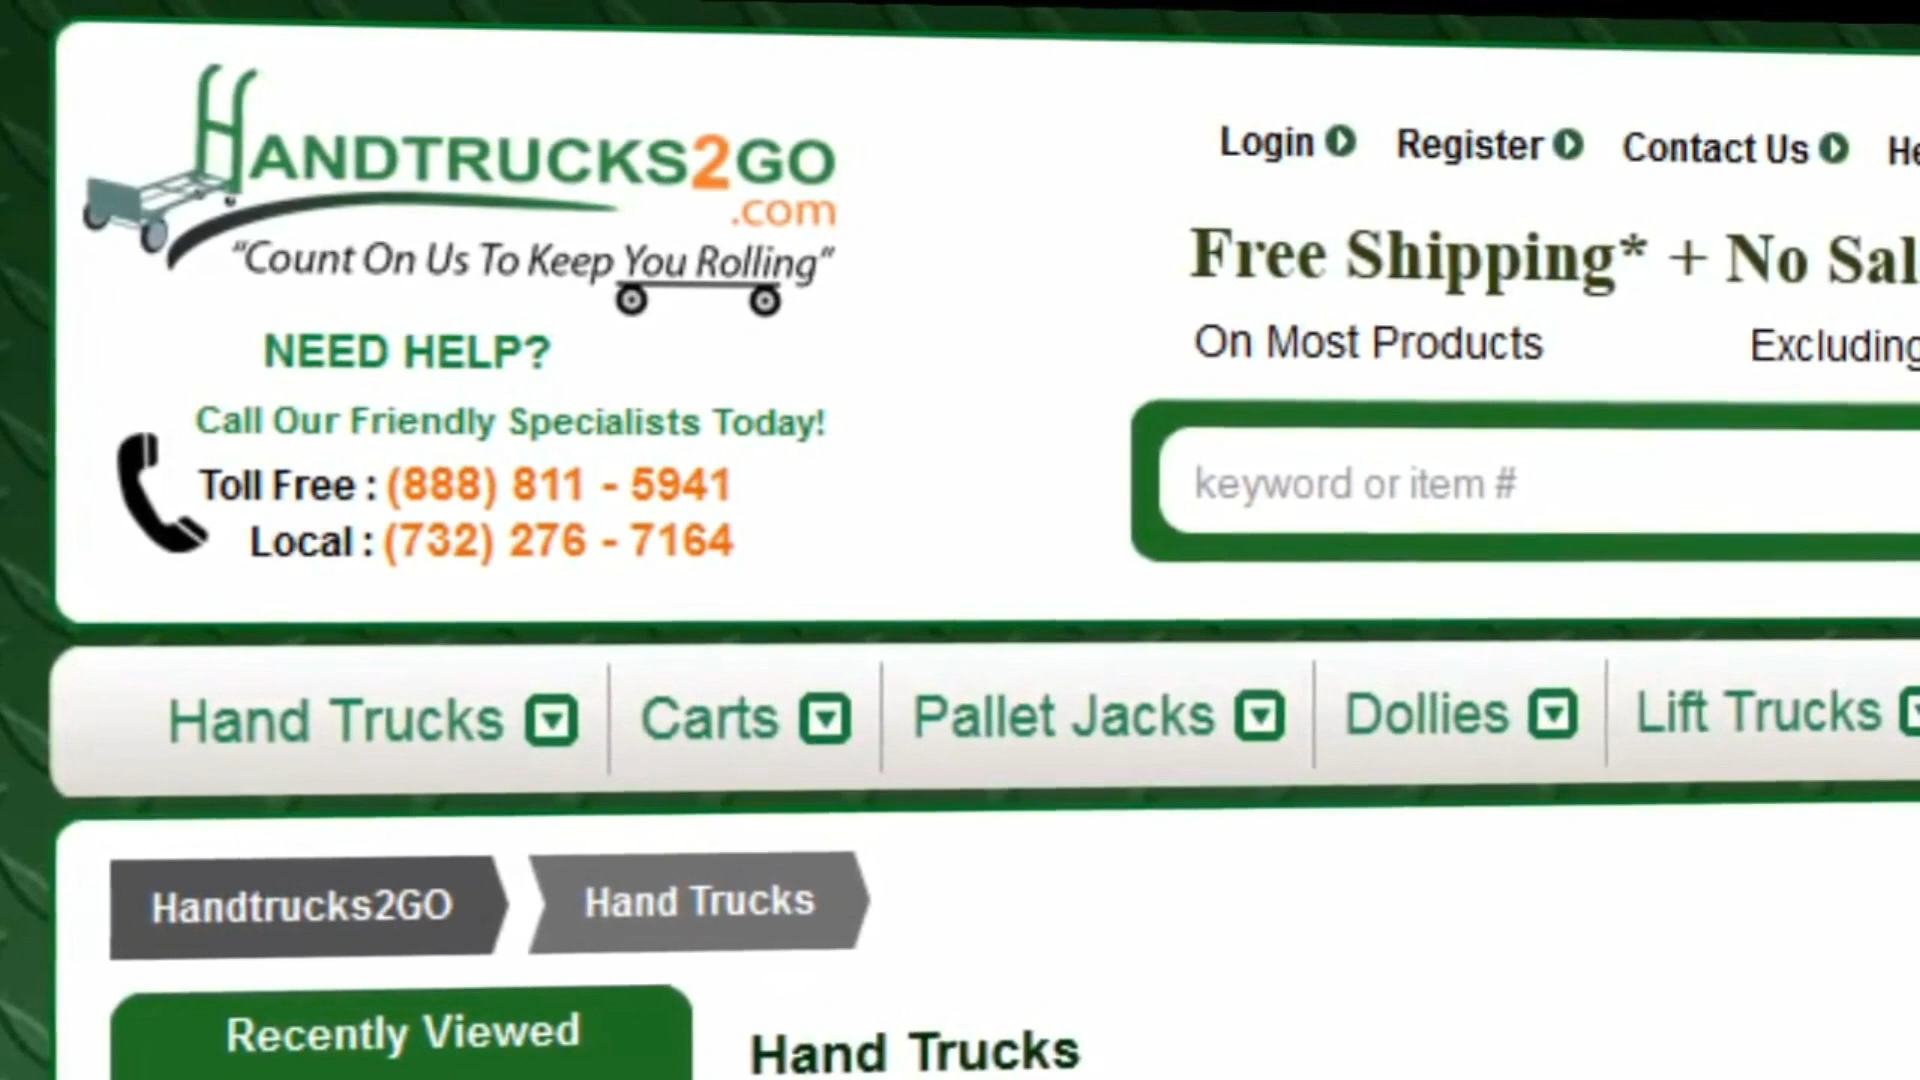 HANDTRUCKS2GO
.com
"Count On Us To Keep You Rolling"
NEED HELP?
Call Our Friendly Specialists Today!
Toll Free : (888) 811 - 5941
Local : (732) 276 - 7164
Login Register Contact Us
Free Shipping* + No
On Most Products Excluding
keyword or item #
Hand Trucks Carts Pallet Jacks Dollies Lift Trucks
Handtrucks2GO Hand Trucks
Recently Viewed
Hand Trucks